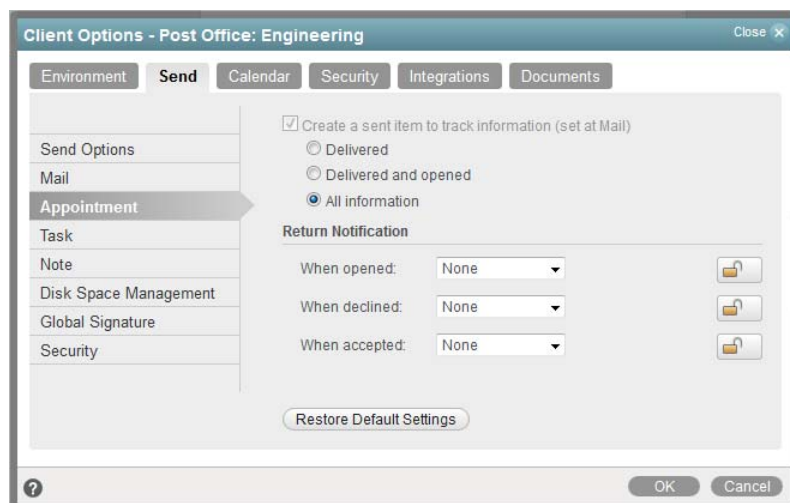 Client Options - Post Office: Engineering Close X
Environment Send Calendar Security Integrations Documents
Create a sent item to track information (set at Mail)
Delivered
Delivered and opened
All information
Send Options
Mail
Appointment
Task
Note
Disk Space Management
Global Signature
Security
Return Notification
When opened: None
When declined: None
When accepted: None
Restore Default Settings
? OK Cancel